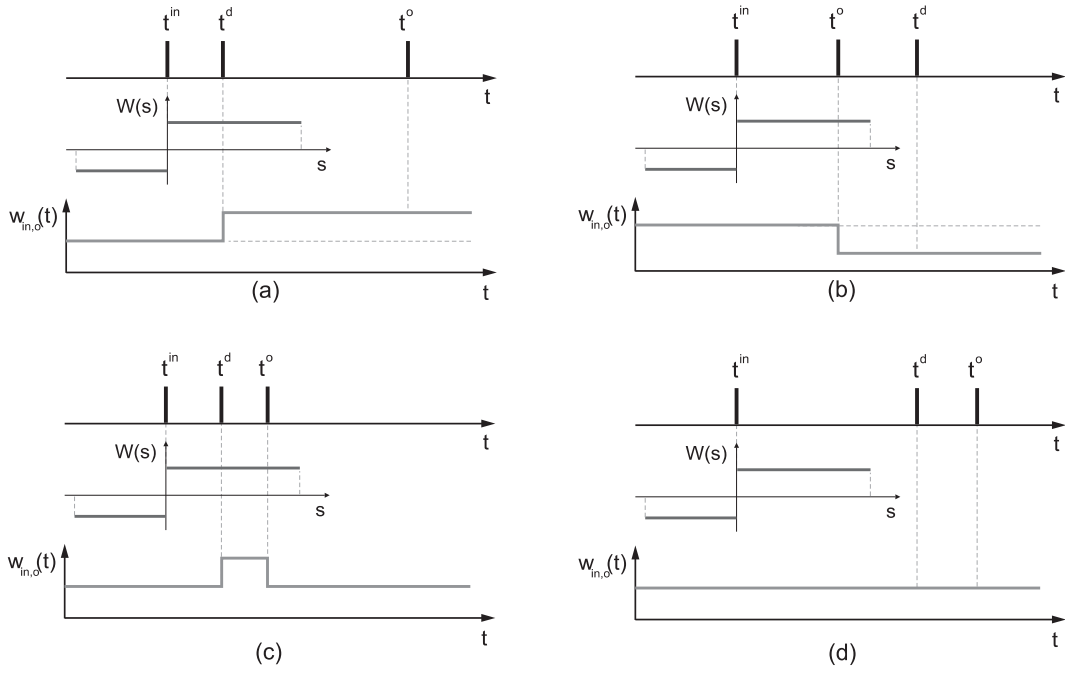 t^in t^d t^o
t
W(s)
s
w_in,o(t)
t
(a)
t^in t^o t^d
t
W(s)
s
w_in,o(t)
t
(b)
t^in t^d t^o
t
W(s)
s
w_in,o(t)
t
(c)
t^in t^d t^o
t
W(s)
s
w_in,o(t)
t
(d)